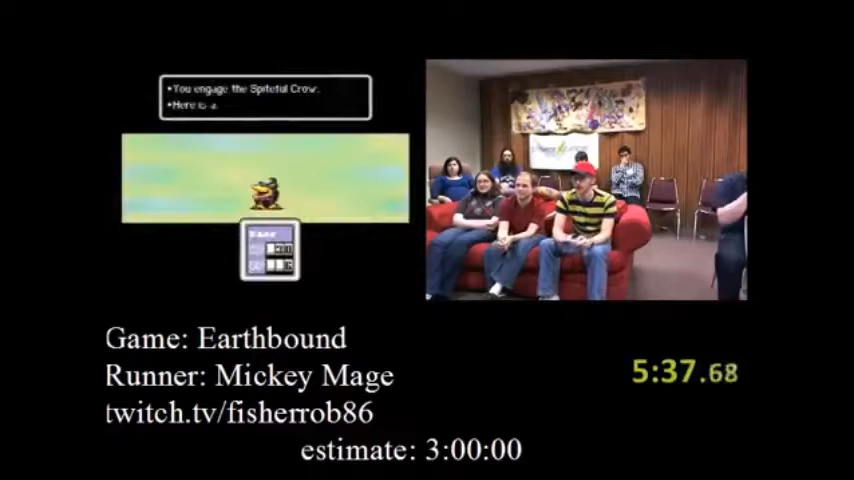 •You engage the Spiteful Crow.
•Here is a
Game: Earthbound
Runner: Mickey Mage
twitch.tv/fisherrob86
5:37.68
estimate: 3:00:00